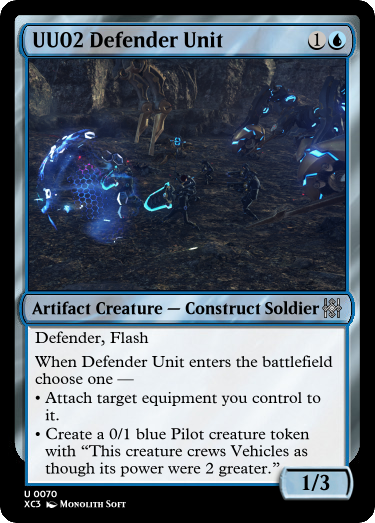 UU02 Defender Unit 1
Artifact Creature — Construct Soldier
Defender, Flash
When Defender Unit enters the battlefield
choose one —
• Attach target equipment you control to
it.
• Create a 0/1 blue Pilot creature token
with “This creature crews Vehicles as
though its power were 2 greater.”
1/3
U 0070
XC3 Monolith Soft